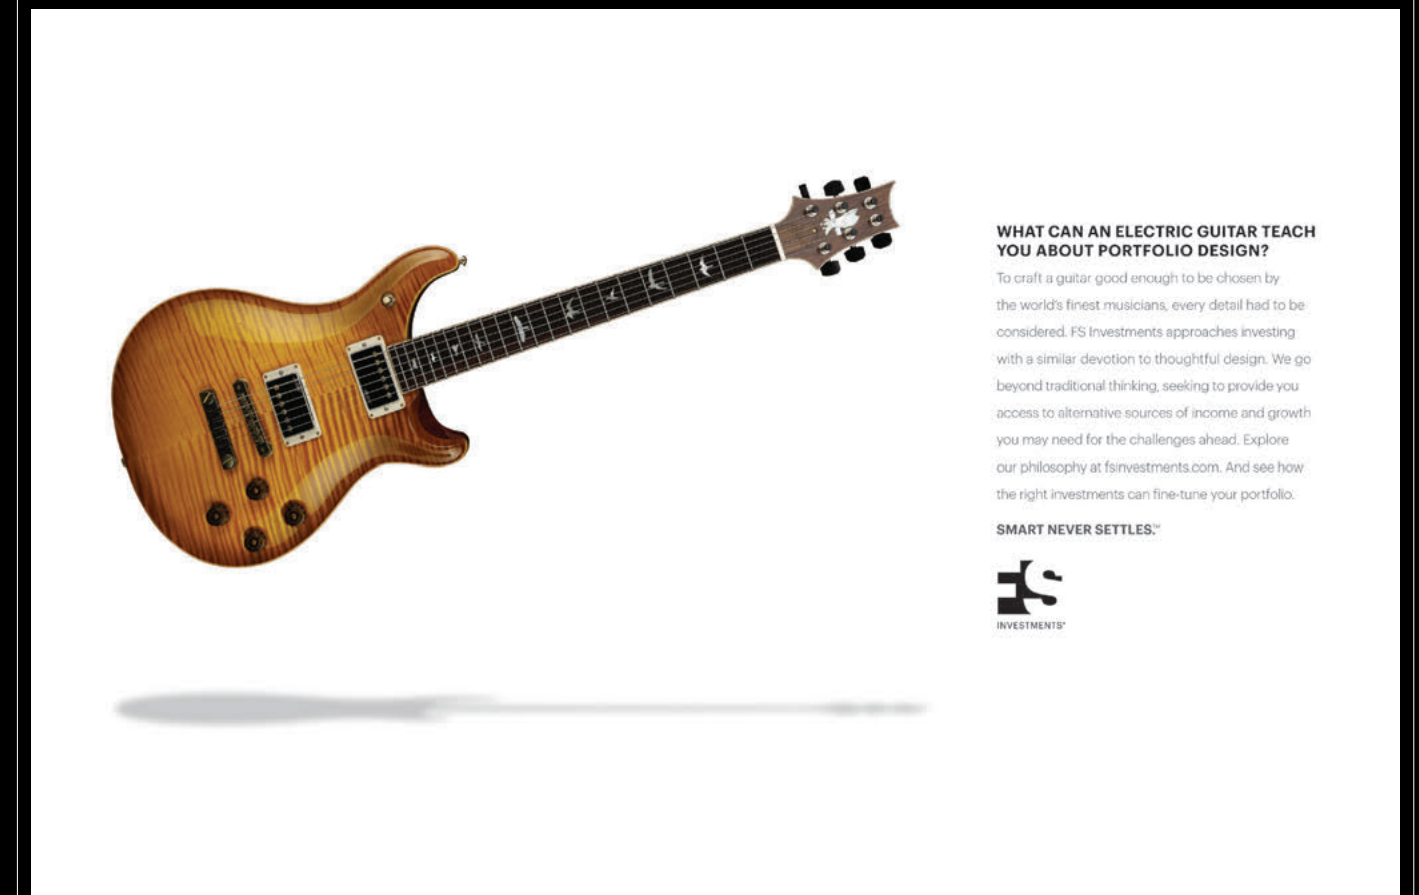 WHAT CAN AN ELECTRIC GUITAR TEACH
YOU ABOUT PORTFOLIO DESIGN?
To craft a guitar good enough to be chosen by
the world's finest musicians, every detail had to be
considered. FS Investments approaches investing
with a similar devotion to thoughtful design. We go
beyond traditional thinking, seeking to provide you
access to alternative sources of income and growth
you may need for the challenges ahead. Explore
our philosophy at fsinvestments.com. And see how
the right investments can fine-tune your portfolio.
SMART NEVER SETTLES.™
FS
INVESTMENTS®